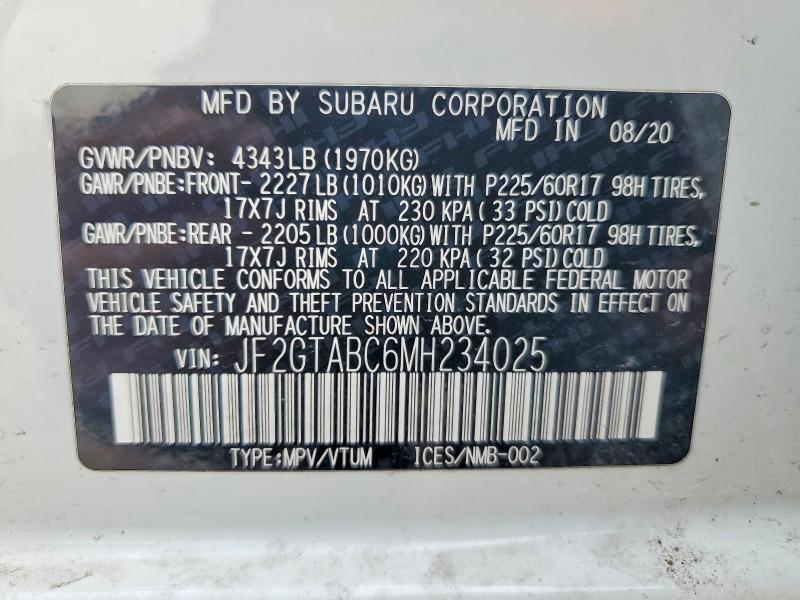 MFD BY SUBARU CORPORATION
MFD IN 08/20
GVWR/PNBV: 4343LB (1970KG)
GAWR/PNBE:FRONT- 2227LB (1010KG) WITH P225/60R17 98H TIRES,
17X7J RIMS AT 230 KPA ( 33 PSI) COLD
GAWR/PNBE:REAR - 2205LB (1000KG) WITH P225/60R17 98H TIRES,
17X7J RIMS AT 220 KPA ( 32 PSI) COLD
THIS VEHICLE CONFORMS TO ALL APPLICABLE FEDERAL MOTOR
VEHICLE SAFETY AND THEFT PREVENTION STANDARDS IN EFFECT ON
THE DATE OF MANUFACTURE SHOWN ABOVE.
VIN: JF2GTABC6MH234025
TYPE:MPV/VTUM ICES/NMB-002